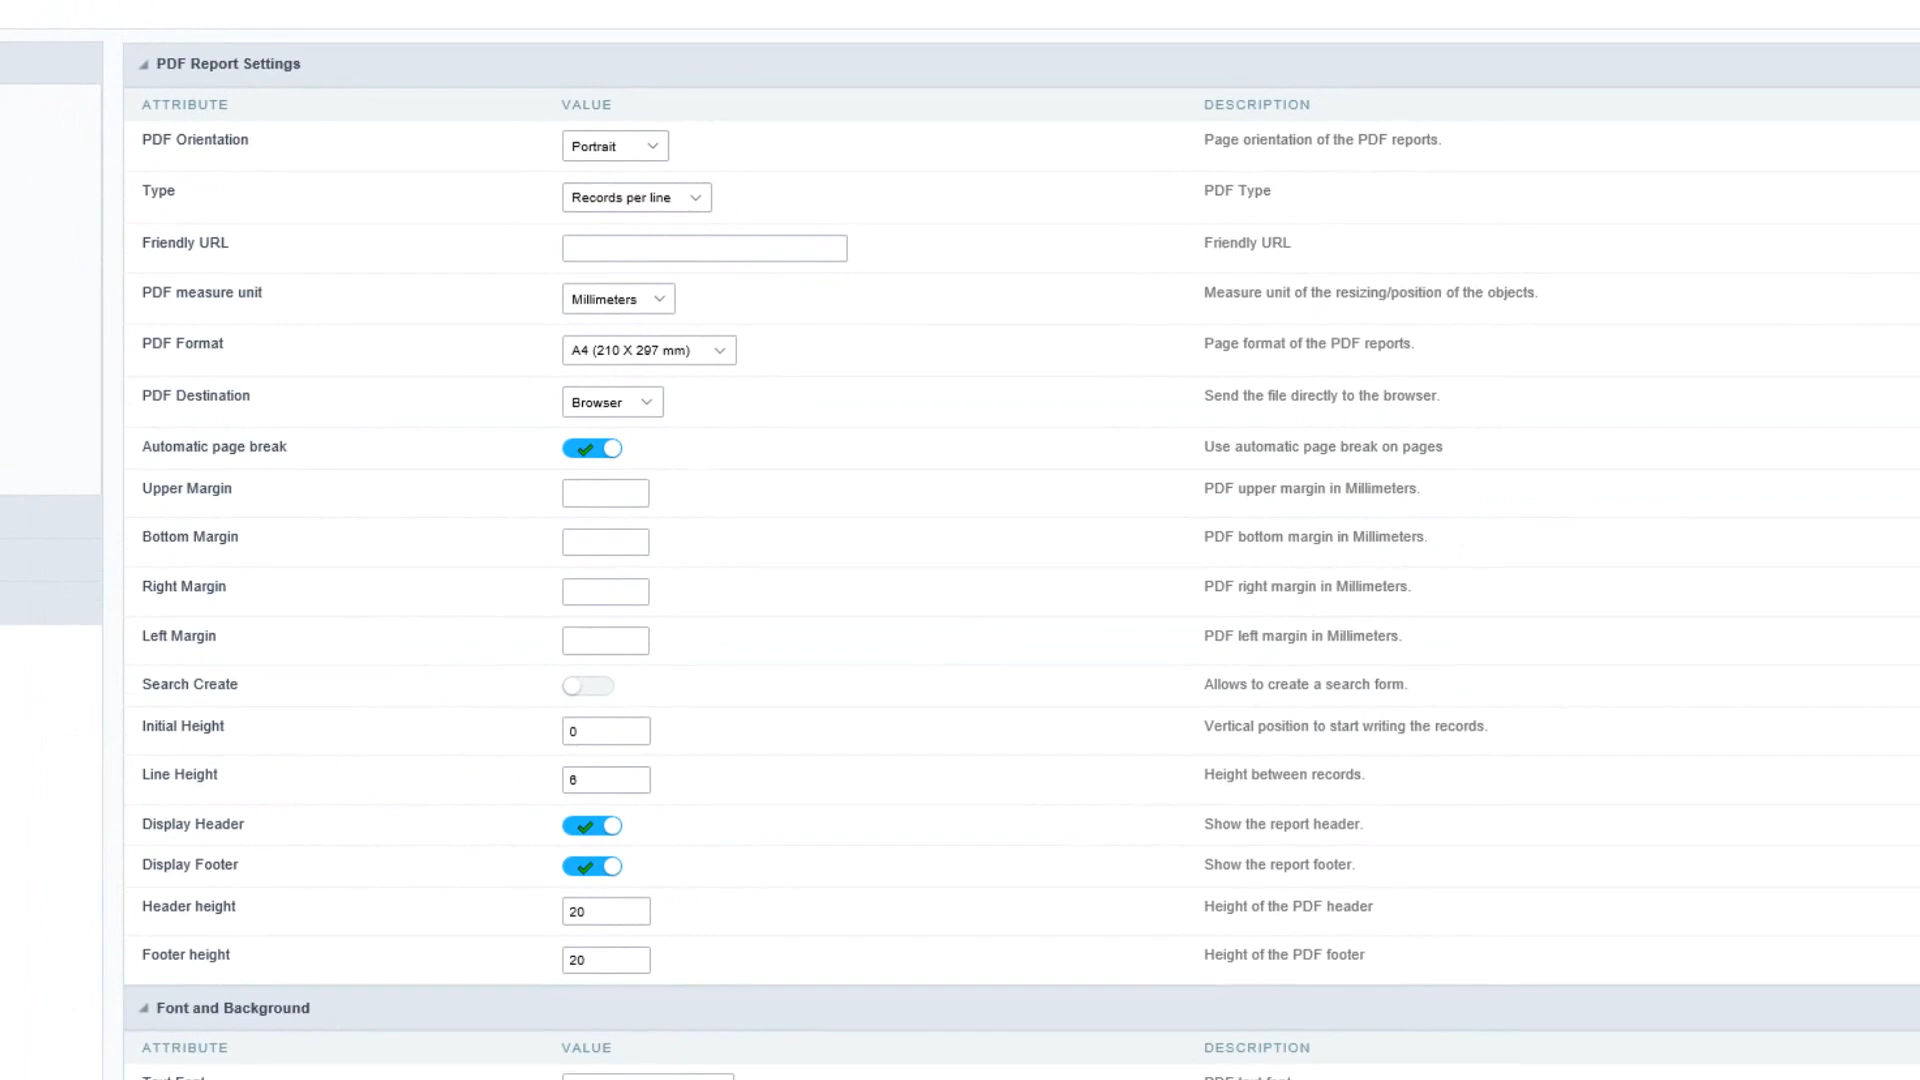 PDF Report Settings
ATTRIBUTE VALUE DESCRIPTION
PDF Orientation Portrait Page orientation of the PDF reports.
Type Records per line PDF Type
Friendly URL Friendly URL
PDF measure unit Millimeters Measure unit of the resizing/position of the objects.
PDF Format A4 (210 X 297 mm) Page format of the PDF reports.
PDF Destination Browser Send the file directly to the browser.
Automatic page break Use automatic page break on pages
Upper Margin PDF upper margin in Millimeters.
Bottom Margin PDF bottom margin in Millimeters.
Right Margin PDF right margin in Millimeters.
Left Margin PDF left margin in Millimeters.
Search Create Allows to create a search form.
Initial Height 0 Vertical position to start writing the records.
Line Height 6 Height between records.
Display Header Show the report header.
Display Footer Show the report footer.
Header height 20 Height of the PDF header
Footer height 20 Height of the PDF footer
Font and Background
ATTRIBUTE VALUE DESCRIPTION